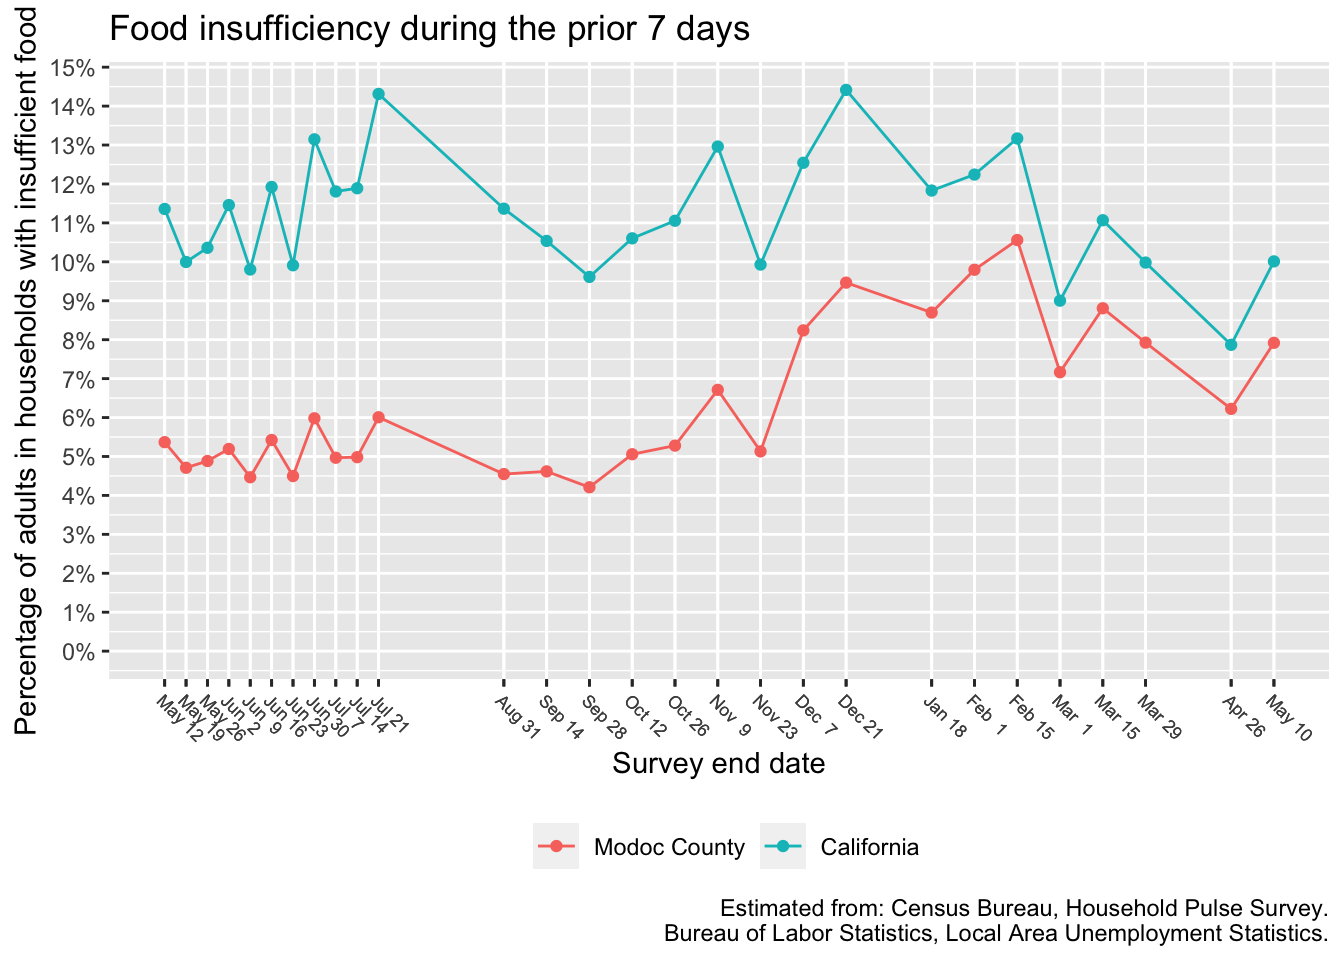 Food insufficiency during the prior 7 days
Percentage of adults in households with insufficient food
15%
14%
13%
12%
11%
10%
9%
8%
7%
6%
5%
4%
3%
2%
1%
0%
May 12
May 19
May 26
Jun 2
Jun 9
Jun 16
Jun 23
Jun 30
Jul 7
Jul 14
Jul 21
Aug 31
Sep 14
Sep 28
Oct 12
Oct 26
Nov 9
Nov 23
Dec 7
Dec 21
Jan 18
Feb 1
Feb 15
Mar 1
Mar 15
Mar 29
Apr 26
May 10
Survey end date
Modoc County
California
Estimated from: Census Bureau, Household Pulse Survey.
Bureau of Labor Statistics, Local Area Unemployment Statistics.